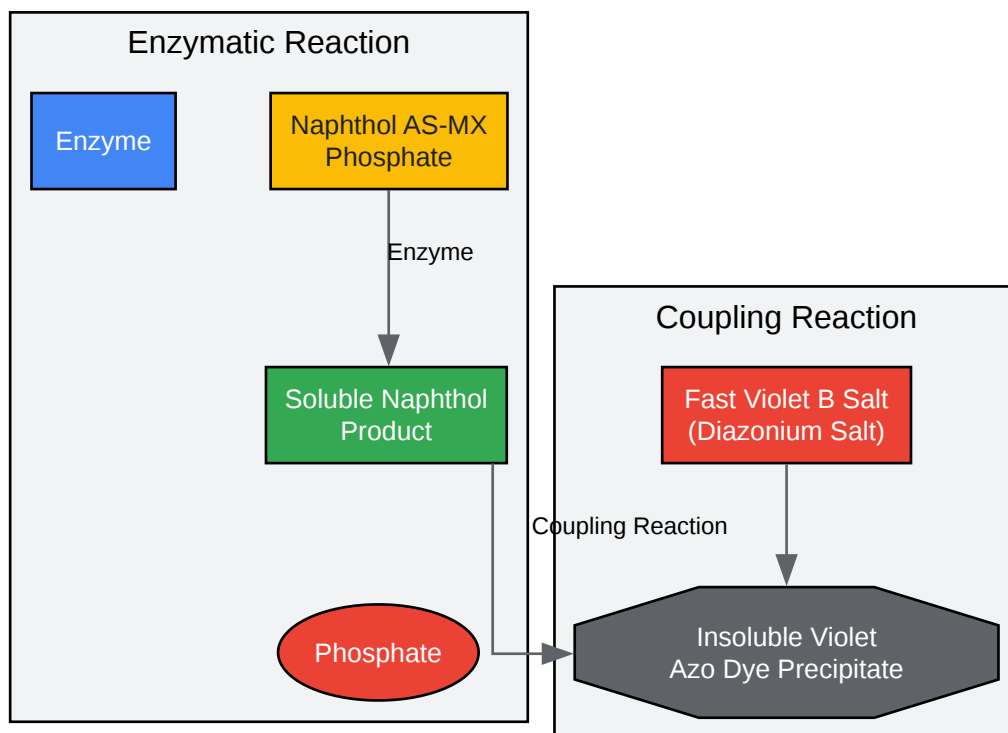 Enzymatic Reaction
Enzyme
Naphthol AS-MX
Phosphate
Enzyme
Soluble Naphthol
Product
Phosphate
Coupling Reaction
Fast Violet B Salt
(Diazonium Salt)
Coupling Reaction
Insoluble Violet
Azo Dye Precipitate